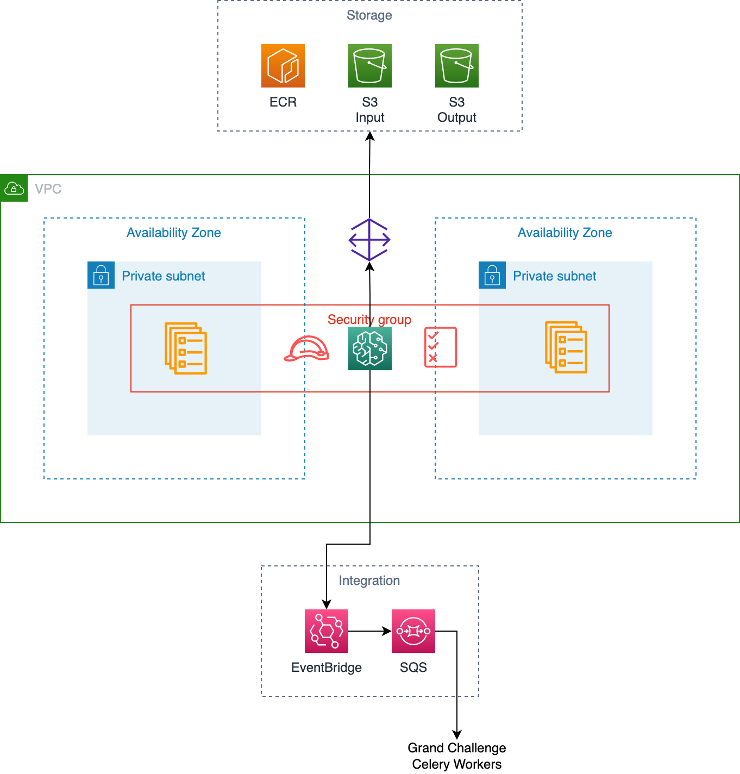 Storage
ECR
S3
Input
S3
Output
VPC
Availability Zone
Availability Zone
Private subnet
Private subnet
Security group
Integration
EventBridge
SQS
Grand Challenge
Celery Workers